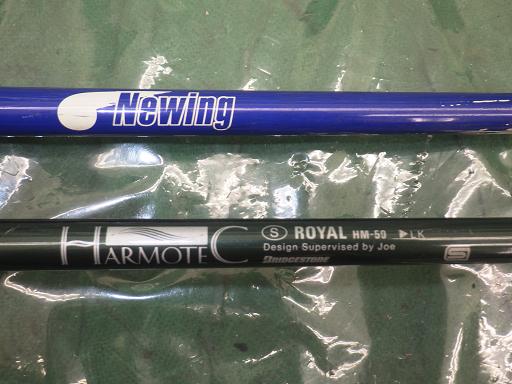 Newing
HARMOTEC Ⓢ ROYAL HM-50 ▶LK
Design Supervised by Joe
BRIDGESTONE
S